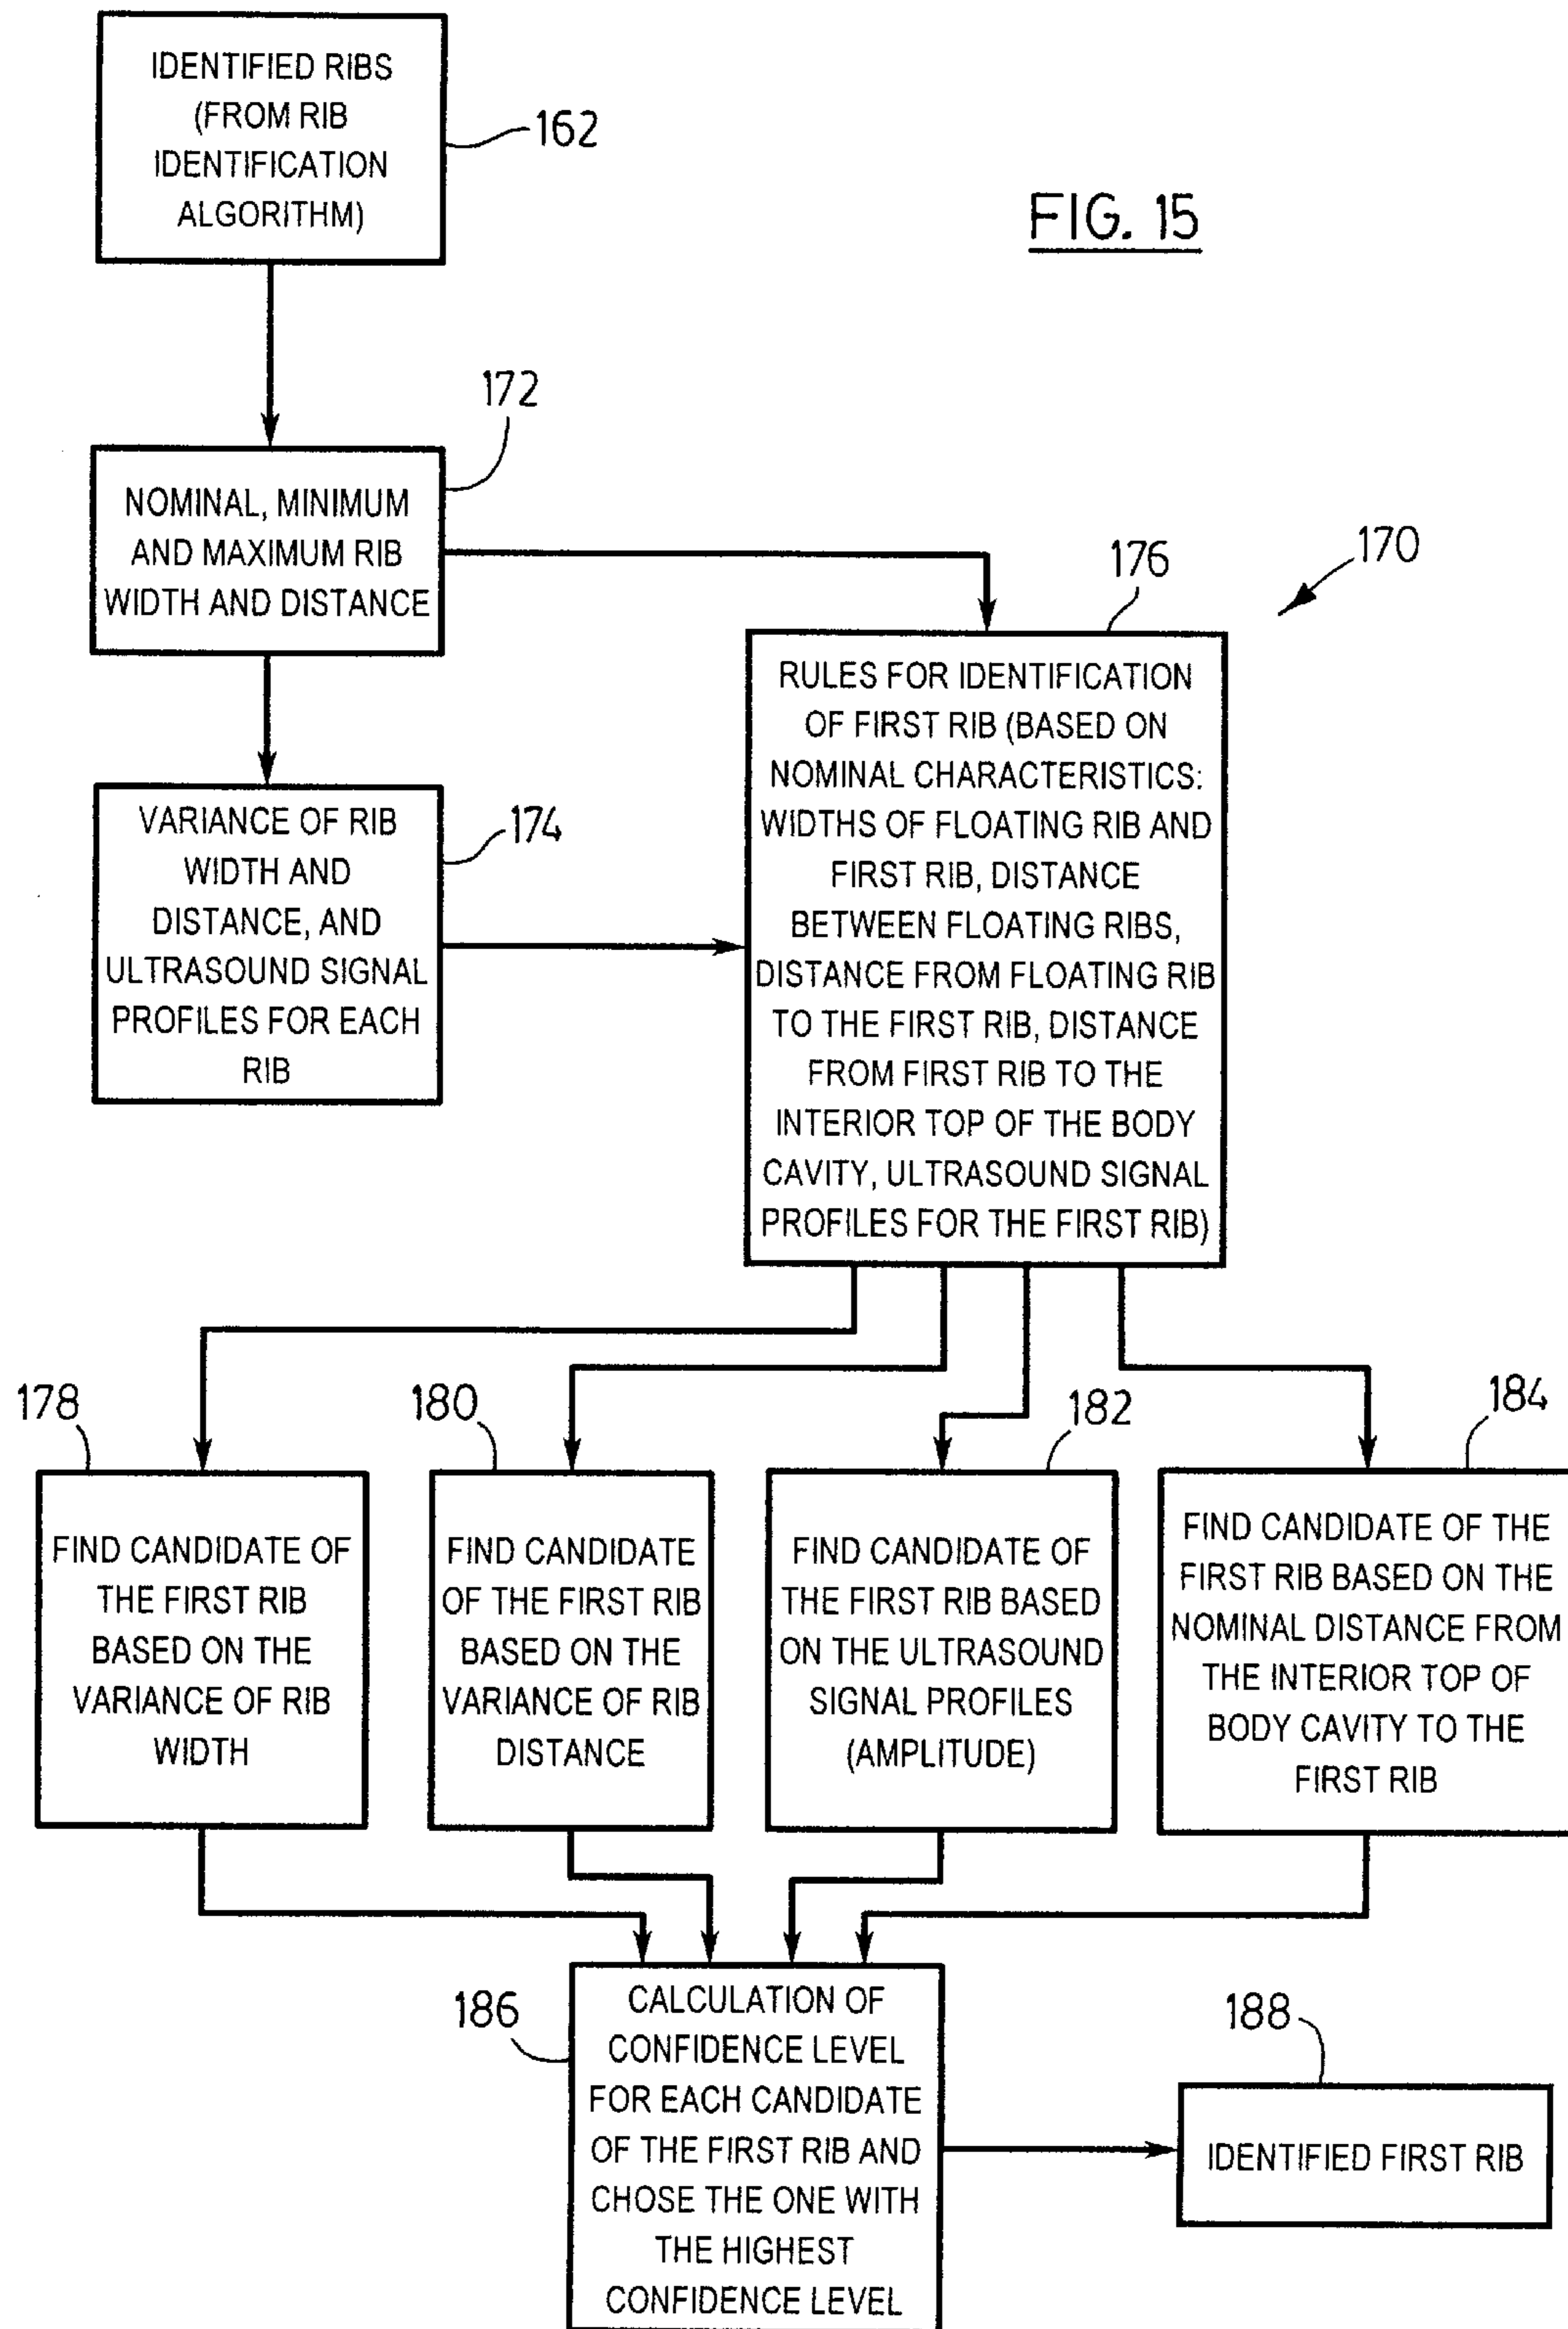 IDENTIFIED RIBS
(FROM RIB
IDENTIFICATION
ALGORITHM)
162
FIG. 15
172
NOMINAL, MINIMUM
AND MAXIMUM RIB
WIDTH AND DISTANCE
170
176
RULES FOR IDENTIFICATION
OF FIRST RIB (BASED ON
NOMINAL CHARACTERISTICS:
WIDTHS OF FLOATING RIB AND
FIRST RIB, DISTANCE
BETWEEN FLOATING RIBS,
DISTANCE FROM FLOATING RIB
TO THE FIRST RIB, DISTANCE
FROM FIRST RIB TO THE
INTERIOR TOP OF THE BODY
CAVITY, ULTRASOUND SIGNAL
PROFILES FOR THE FIRST RIB)
174
VARIANCE OF RIB
WIDTH AND
DISTANCE, AND
ULTRASOUND SIGNAL
PROFILES FOR EACH
RIB
178
FIND CANDIDATE OF
THE FIRST RIB
BASED ON THE
VARIANCE OF RIB
WIDTH
180
FIND CANDIDATE
OF THE FIRST RIB
BASED ON THE
VARIANCE OF RIB
DISTANCE
182
FIND CANDIDATE OF
THE FIRST RIB BASED
ON THE ULTRASOUND
SIGNAL PROFILES
(AMPLITUDE)
184
FIND CANDIDATE OF THE
FIRST RIB BASED ON THE
NOMINAL DISTANCE FROM
THE INTERIOR TOP OF
BODY CAVITY TO THE
FIRST RIB
186
CALCULATION OF
CONFIDENCE LEVEL
FOR EACH CANDIDATE
OF THE FIRST RIB AND
CHOSE THE ONE WITH
THE HIGHEST
CONFIDENCE LEVEL
188
IDENTIFIED FIRST RIB